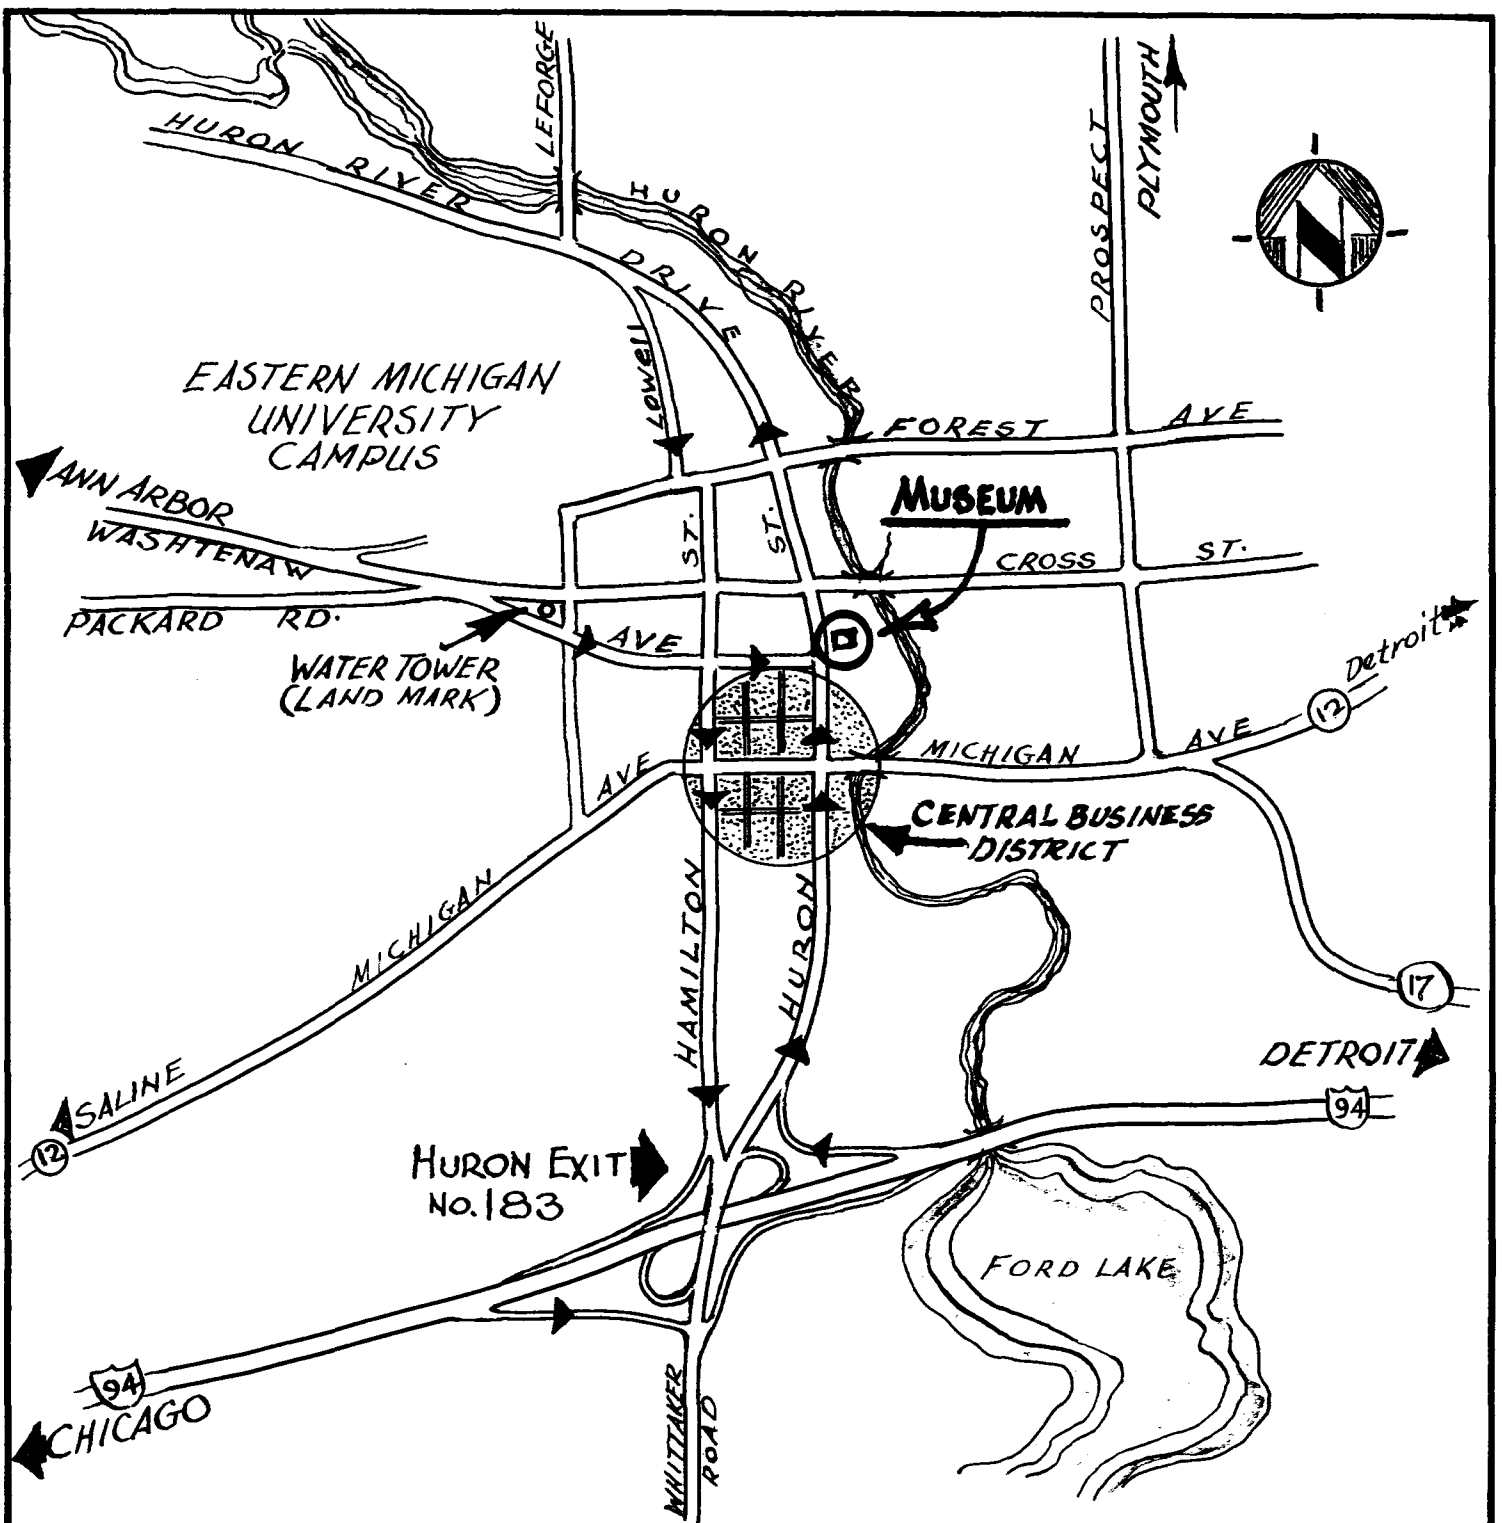 LEFORGE
PROSPECT
PLYMOUTH
HURON RIVER DRIVE
HURON RIVER
N
LOWELL
EASTERN MICHIGAN
UNIVERSITY
CAMPUS
FOREST AVE
ANN ARBOR
WASHTENAW AVE
MUSEUM
ST.
ST.
CROSS ST.
PACKARD RD.
WATER TOWER
(LAND MARK)
Detroit
12
MICHIGAN AVE
MICHIGAN AVE
CENTRAL BUSINESS
DISTRICT
HAMILTON
HURON
17
DETROIT
94
SALINE
12
HURON EXIT
NO. 183
FORD LAKE
94
CHICAGO
WHITTAKER
ROAD